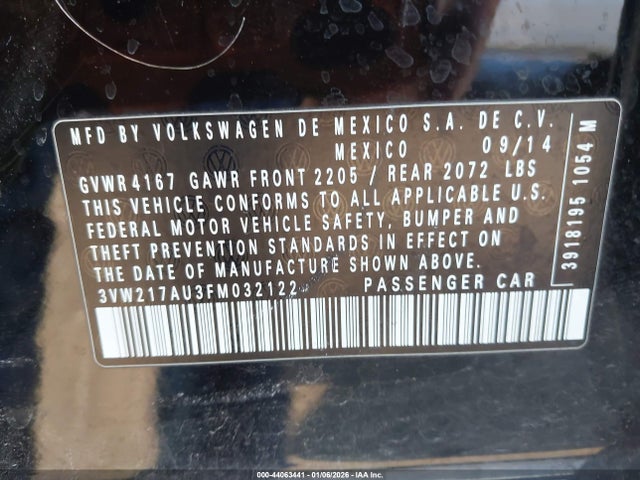 MFD BY VOLKSWAGEN DE MEXICO S.A. DE C.V.
MEXICO 09/14
GVWR4167 GAWR FRONT 2205 / REAR 2072 LBS
THIS VEHICLE CONFORMS TO ALL APPLICABLE U.S.
FEDERAL MOTOR VEHICLE SAFETY, BUMPER AND
THEFT PREVENTION STANDARDS IN EFFECT ON
THE DATE OF MANUFACTURE SHOWN ABOVE.
3VW217AU3FM032122 PASSENGER CAR
3918195 1054 M
000-44063441 - 01/06/2026 - IAA Inc.